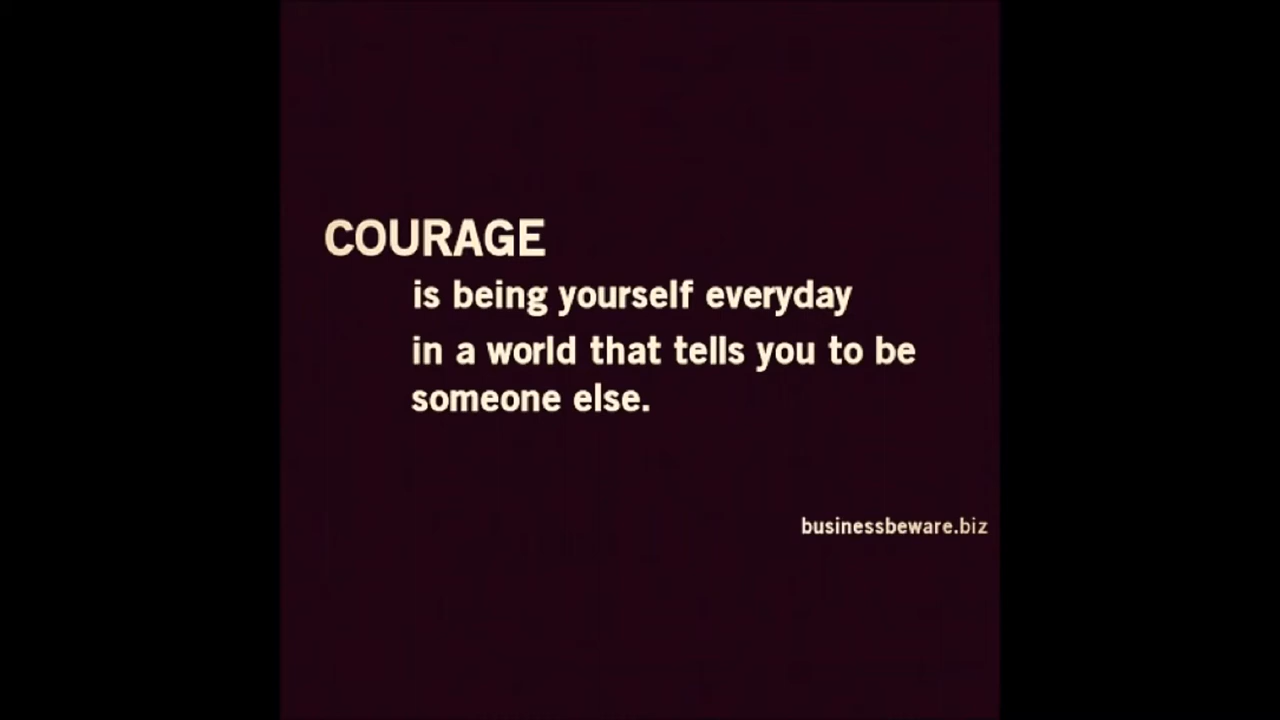 COURAGE
is being yourself everyday
in a world that tells you to be
someone else.
businessbeware.biz